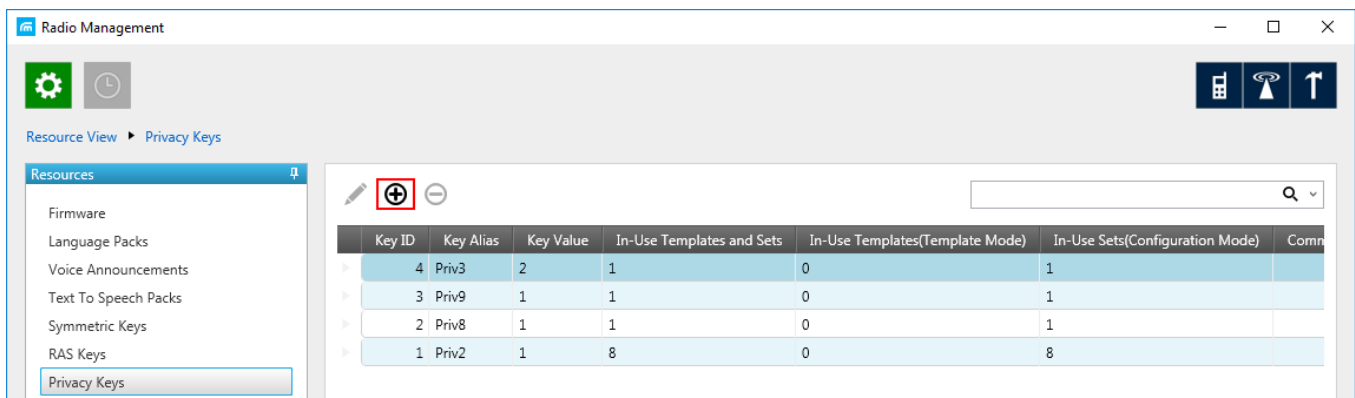 Radio Management
Resource View Privacy Keys
Resources
Firmware
Language Packs
Voice Announcements
Text To Speech Packs
Symmetric Keys
RAS Keys
Privacy Keys
Key ID Key Alias Key Value In-Use Templates and Sets In-Use Templates(Template Mode) In-Use Sets(Configuration Mode) Comm
4 Priv3 2 1 0 1
3 Priv9 1 1 0 1
2 Priv8 1 1 0 1
1 Priv2 1 8 0 8